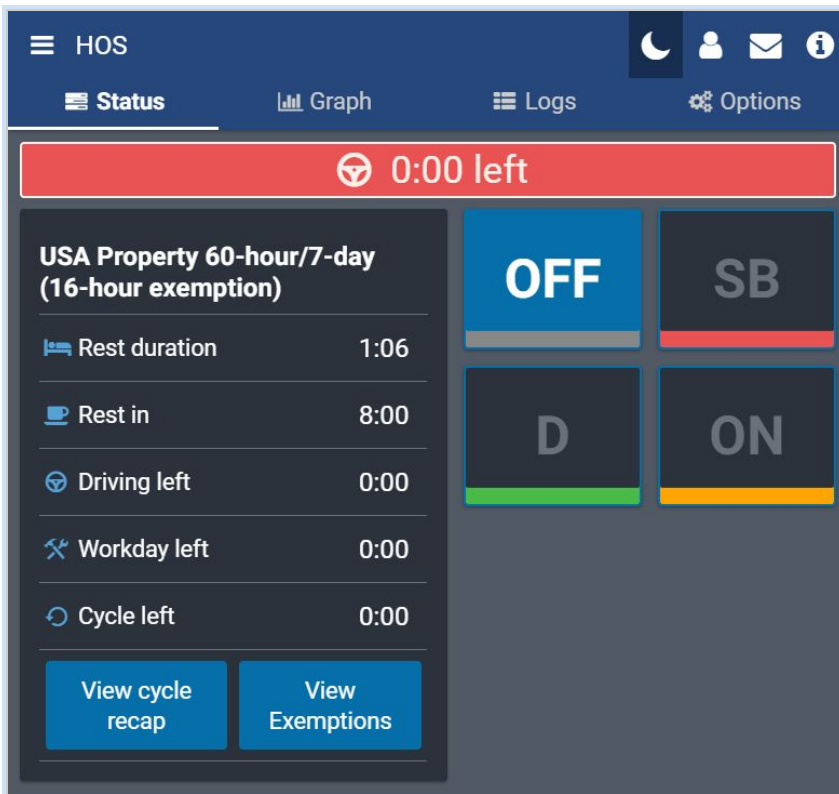 HOS
Status Graph Logs Options
0:00 left
USA Property 60-hour/7-day
(16-hour exemption)
Rest duration 1:06
Rest in 8:00
Driving left 0:00
Workday left 0:00
Cycle left 0:00
View cycle
recap
View
Exemptions
OFF SB
D ON